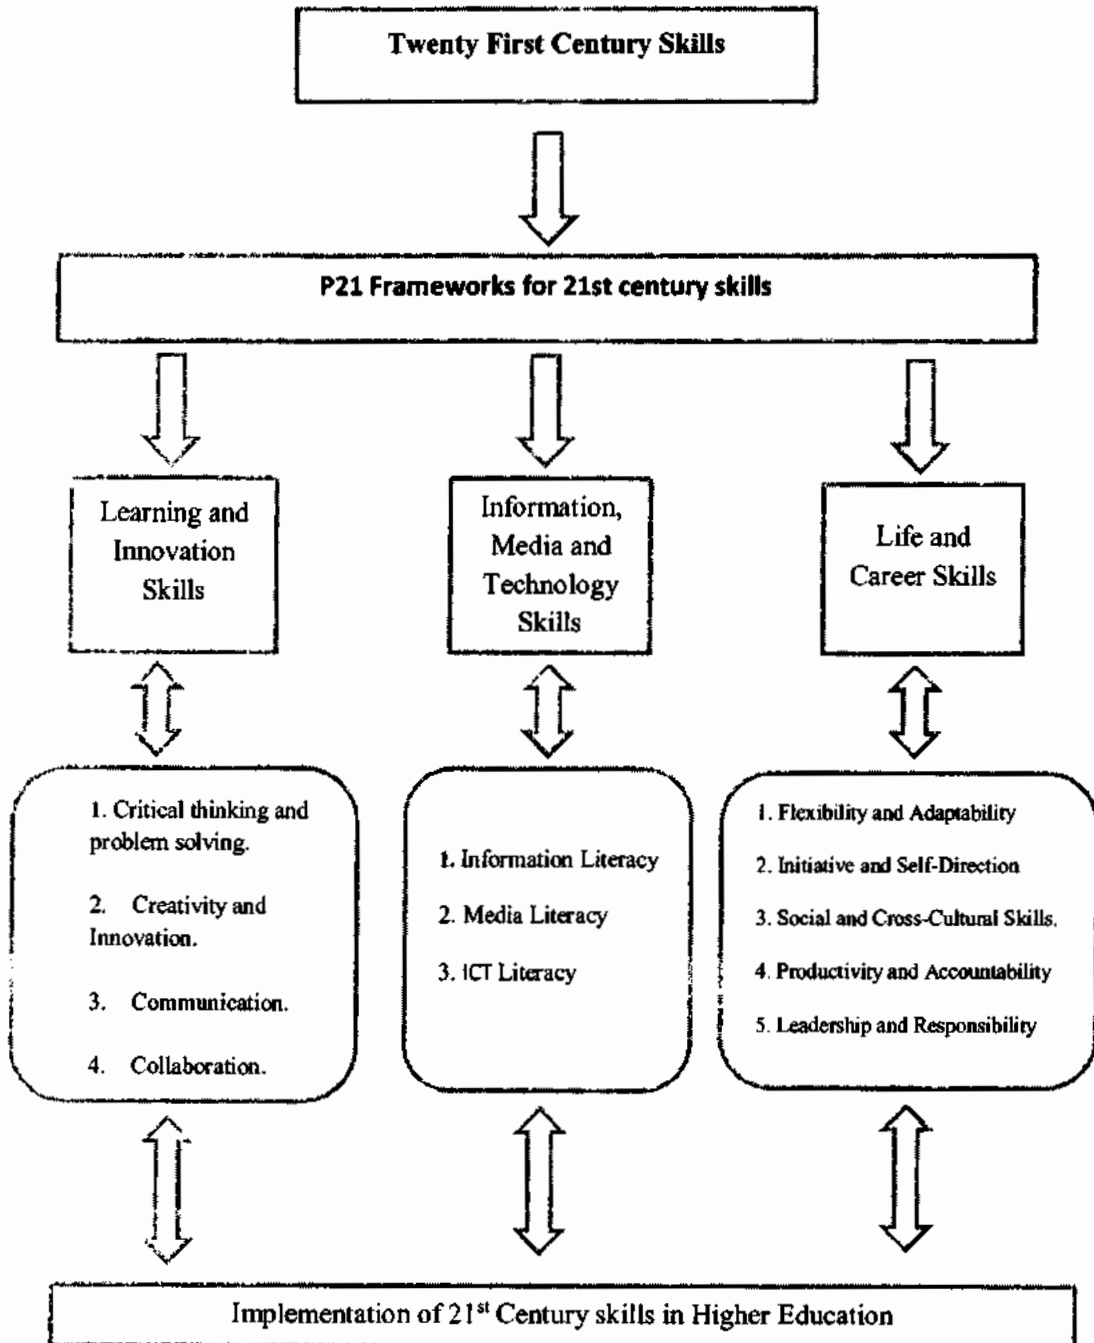 Twenty First Century Skills
P21 Frameworks for 21st century skills
Learning and
Innovation
Skills
Information,
Media and
Technology
Skills
Life and
Career Skills
1. Critical thinking and
problem solving.
2. Creativity and
Innovation.
3. Communication.
4. Collaboration.
1. Information Literacy
2. Media Literacy
3. ICT Literacy
1. Flexibility and Adaptability
2. Initiative and Self-Direction
3. Social and Cross-Cultural Skills.
4. Productivity and Accountability
5. Leadership and Responsibility
Implementation of 21st Century skills in Higher Education